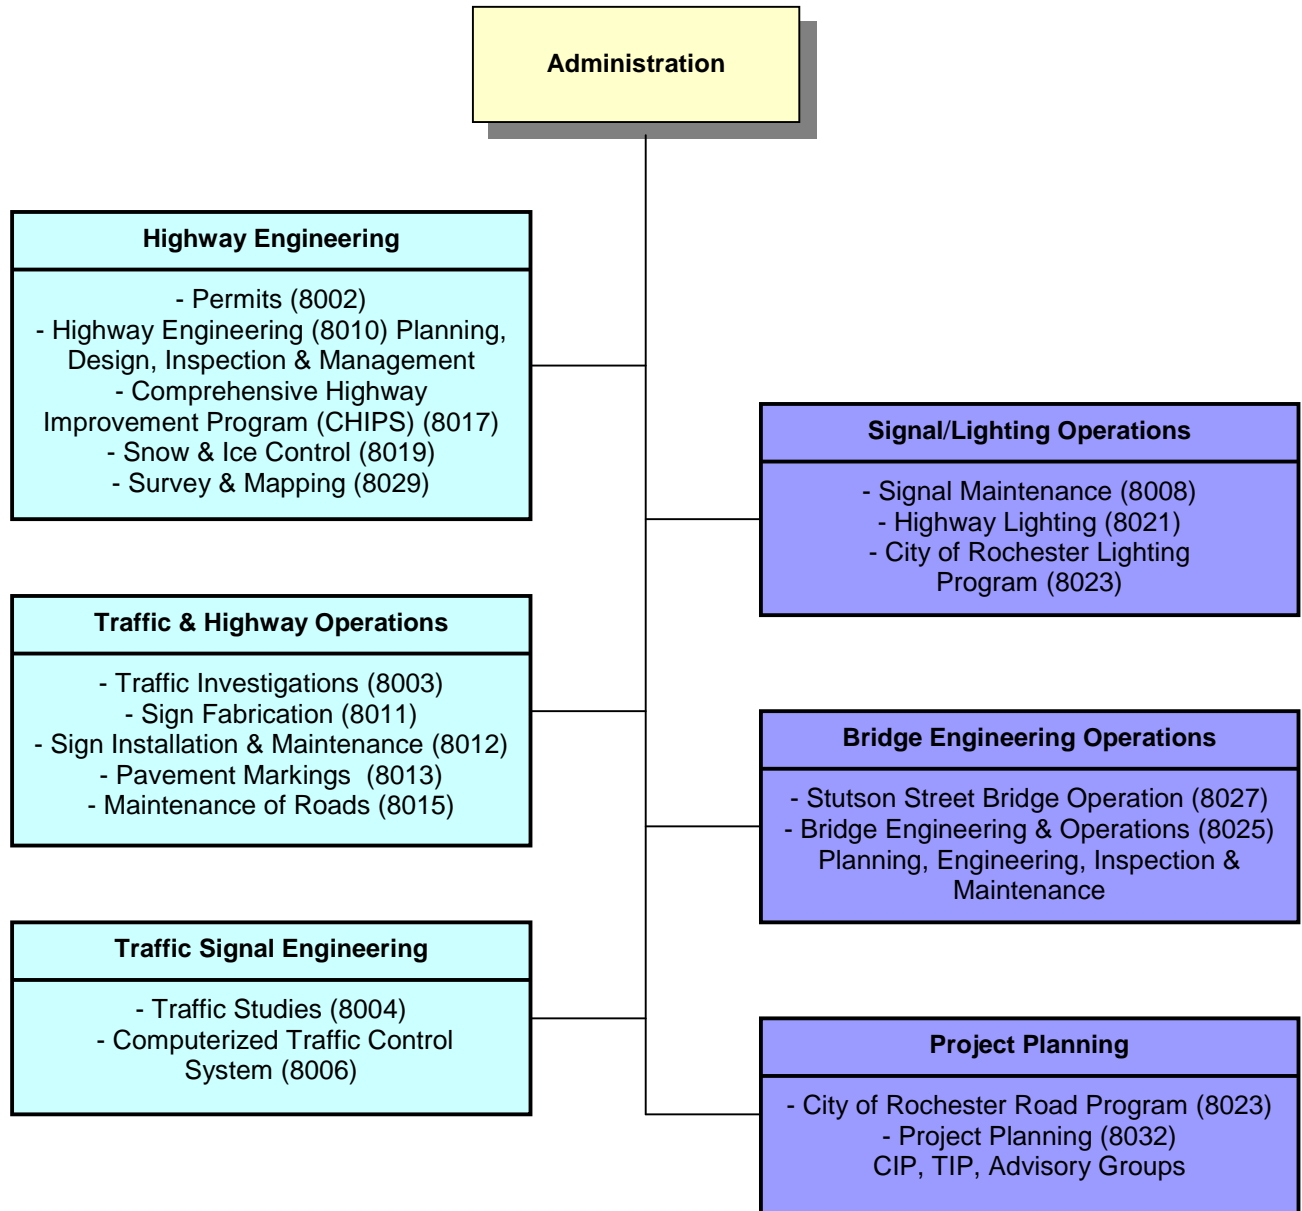 Administration
Highway Engineering
- Permits (8002)
- Highway Engineering (8010) Planning,
Design, Inspection & Management
- Comprehensive Highway
Improvement Program (CHIPS) (8017)
- Snow & Ice Control (8019)
- Survey & Mapping (8029)
Signal/Lighting Operations
- Signal Maintenance (8008)
- Highway Lighting (8021)
- City of Rochester Lighting
Program (8023)
Traffic & Highway Operations
- Traffic Investigations (8003)
- Sign Fabrication (8011)
- Sign Installation & Maintenance (8012)
- Pavement Markings  (8013)
- Maintenance of Roads (8015)
Bridge Engineering Operations
- Stutson Street Bridge Operation (8027)
- Bridge Engineering & Operations (8025)
Planning, Engineering, Inspection &
Maintenance
Traffic Signal Engineering
- Traffic Studies (8004)
- Computerized Traffic Control
System (8006)
Project Planning
- City of Rochester Road Program (8023)
- Project Planning (8032)
CIP, TIP, Advisory Groups